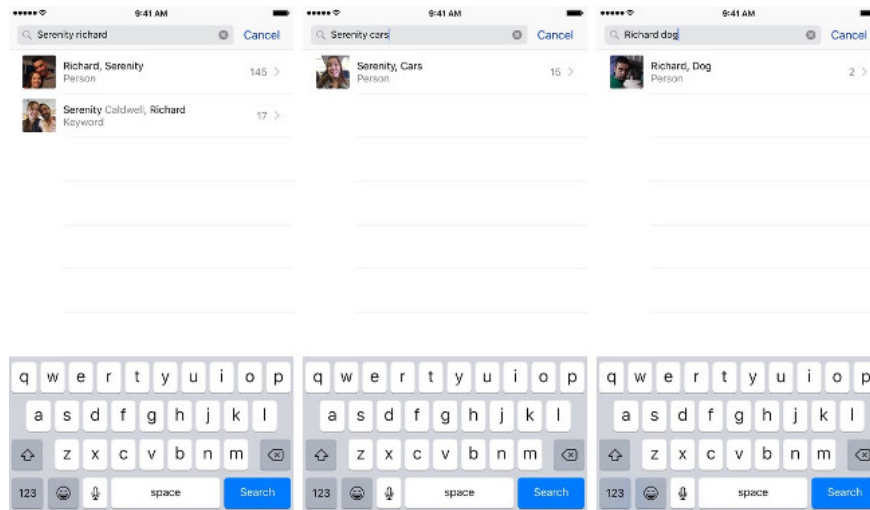 9:41 AM
Serenity richard
Cancel
Richard, Serenity
Person
145
Serenity Caldwell, Richard
Keyword
17
q w e r t y u i o p
a s d f g h j k l
z x c v b n m
123
space
Search
9:41 AM
Serenity cars
Cancel
Serenity, Cars
Person
15
q w e r t y u i o p
a s d f g h j k l
z x c v b n m
123
space
Search
9:41 AM
Richard dog
Cancel
Richard, Dog
Person
2
q w e r t y u i o p
a s d f g h j k l
z x c v b n m
123
space
Search